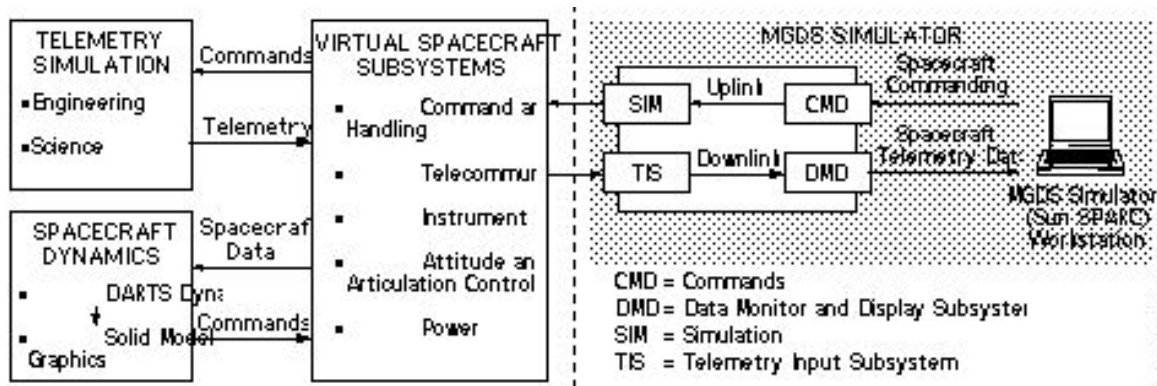 TELEMETRY
SIMULATION
▪Engineering
▪Science
Commands
Telemetry
SPACECRAFT
DYNAMICS
▪ DARTS Dyna
Solid Model
▪ Graphics
Spacecraf
Data
Commands
VIRTUAL SPACECRAFT
SUBSYSTEMS
▪ Command an
Handling
▪ Telecommun
▪ Instrument
▪ Attitude an
Articulation Control
▪ Power
MGDS SIMULATOR
SIM
Uplink
CMD
Spacecraft
Commanding
TIS
Downlink
DMD
Spacecraft
Telemetry Dat
MGDS Simulator
(Sun SPARC)
Workstation
CMD = Commands
DMD = Data Monitor and Display Subsystem
SIM = Simulation
TIS = Telemetry Input Subsystem